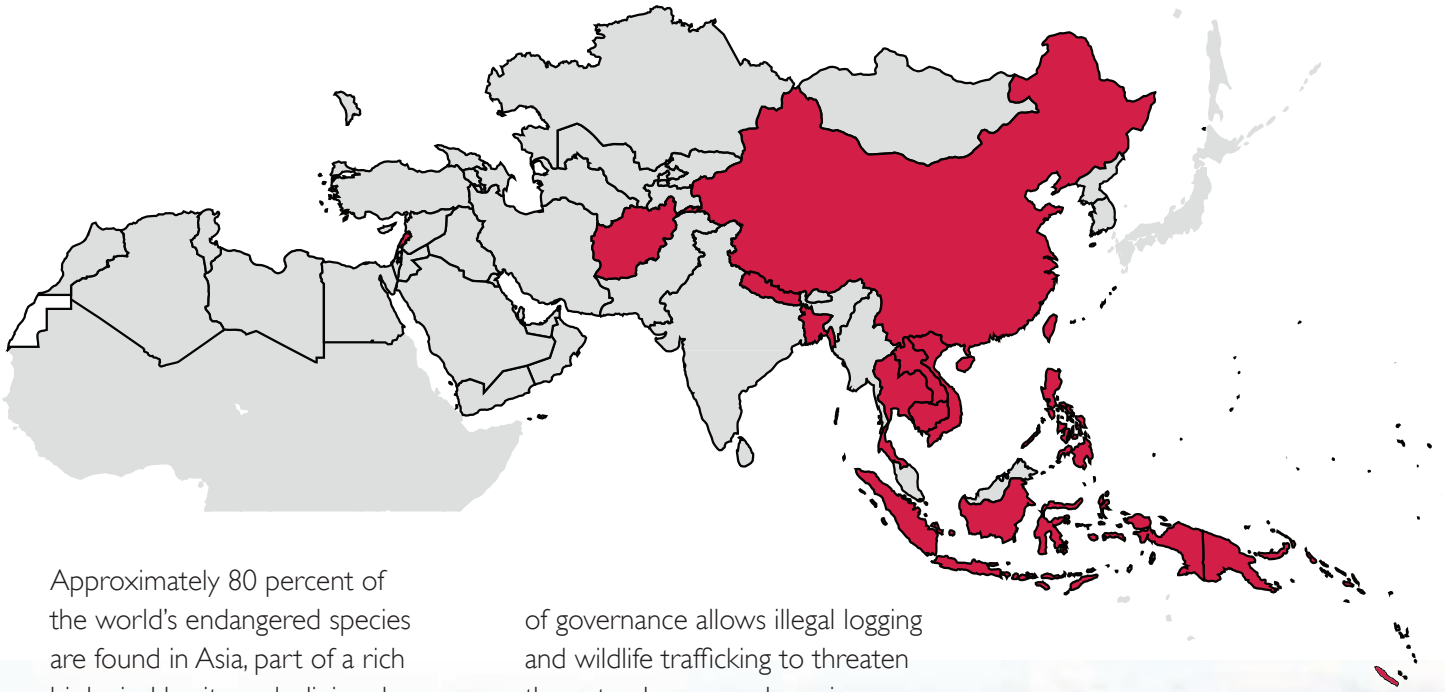 Approximately 80 percent of
the world's endangered species
are found in Asia, part of a rich
of governance allows illegal logging
and wildlife trafficking to threaten